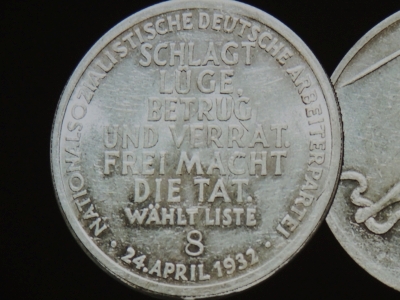 NATIONALSOZIALISTISCHE DEUTSCHE ARBEITERPARTEI
SCHLAGT
LÜGE,
BETRUG
UND VERRAT.
FREI MACHT
DIE TAT.
WÄHLT LISTE
8
· 24. APRIL 1932 ·